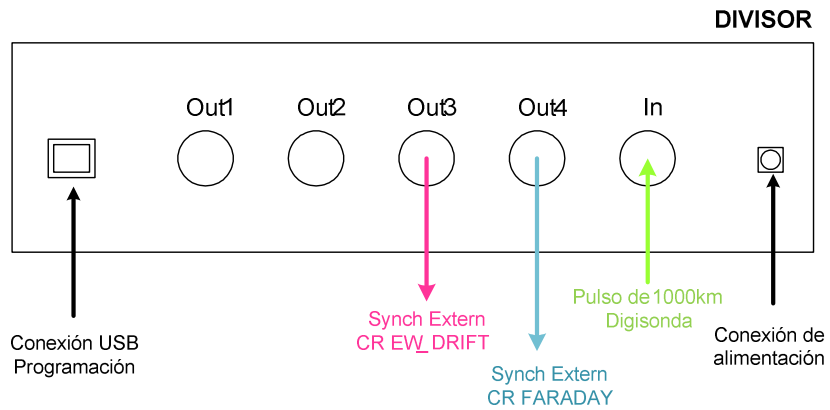 DIVISOR
Out1 Out2 Out3 Out4 In
Synch Extern
CR EW_DRIFT
Pulso de 1000km
Digisonda
Conexión USB
Programación
Conexión de
alimentación
Synch Extern
CR FARADAY